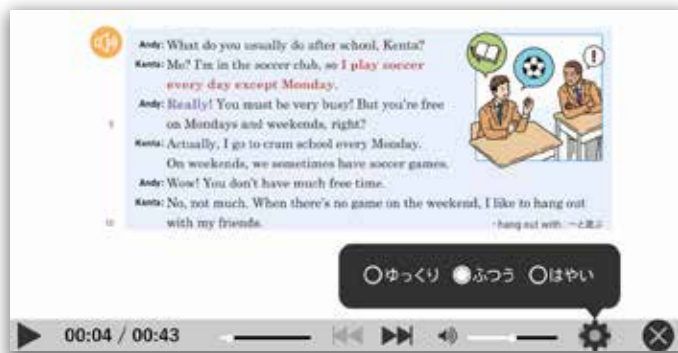 Andy: What do you usually do after school, Kenta?
Kenta: Me? I'm in the soccer club, so I play soccer
every day except Monday.
Andy: Really! You must be very busy! But you're free
5 on Mondays and weekends, right?
Kenta: Actually, I go to cram school every Monday.
On weekends, we sometimes have soccer games.
Andy: Wow! You don't have much free time.
Kenta: No, not much. When there's no game on the weekend, I like to hang out
10 with my friends.
・hang out with ~と遊ぶ
ゆっくり ふつう はやい
00:04 / 00:43